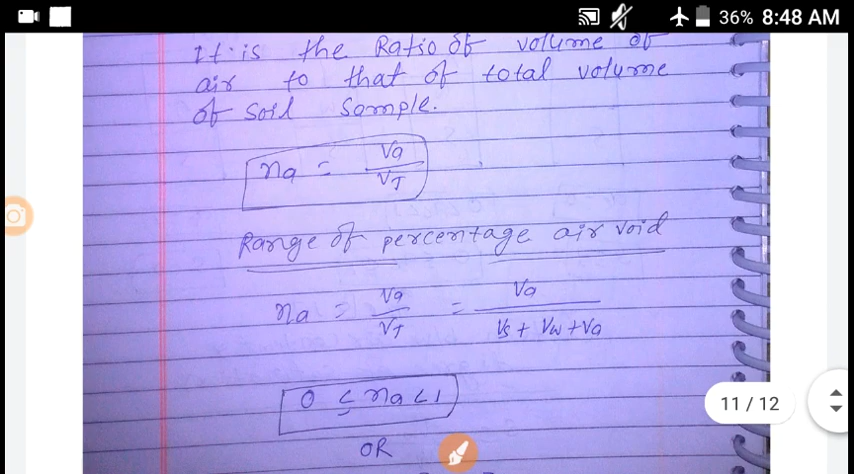 36% 8:48 AM
It is the Ratio of volume of
air to that of total volume
of soil sample.
na = Va/VT
Range of percentage air void
na = Va/VT = Va/(Vs + Vw + Va)
0 ≤ na < 1
11 / 12
OR